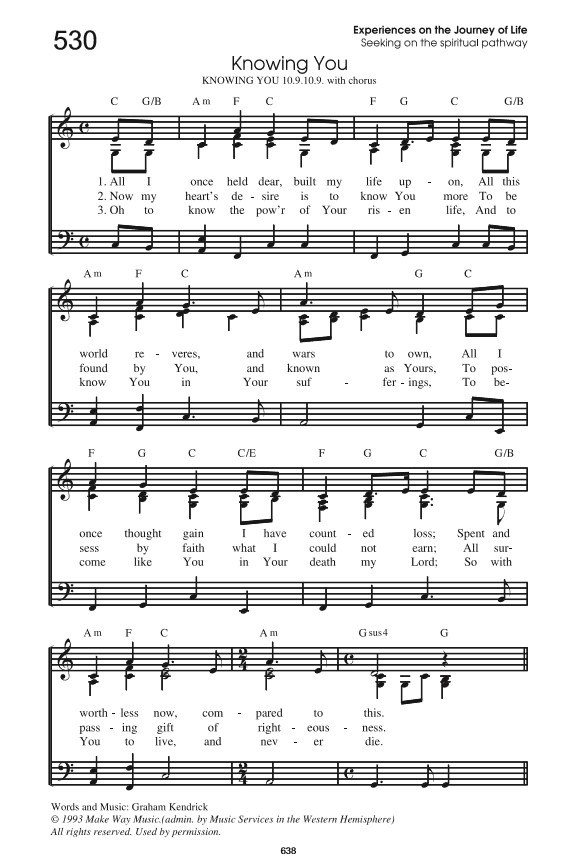 530
Experiences on the Journey of Life
Seeking on the spiritual pathway
Knowing You
KNOWING YOU 10.9.10.9. with chorus
C G/B Am F C F G C G/B
1. All I once held dear, built my life up - on, All this
2. Now my heart's de - sire is to know You more To be
3. Oh to know the pow'r of Your ris - en life, And to
Am F C Am G C
world re - veres, and wars to own, All I
found by You, and known as Yours, To pos-
know You in Your suf - fer - ings, To be-
F G C C/E F G C G/B
once thought gain I have count - ed loss; Spent and
sess by faith what I could not earn; All sur-
come like You in Your death my Lord; So with
Am F C Am Gsus4 G
worth - less now, com - pared to this.
pass - ing gift of right - eous - ness.
You to live, and nev - er die.
Words and Music: Graham Kendrick
© 1993 Make Way Music.(admin. by Music Services in the Western Hemisphere)
All rights reserved. Used by permission.
638